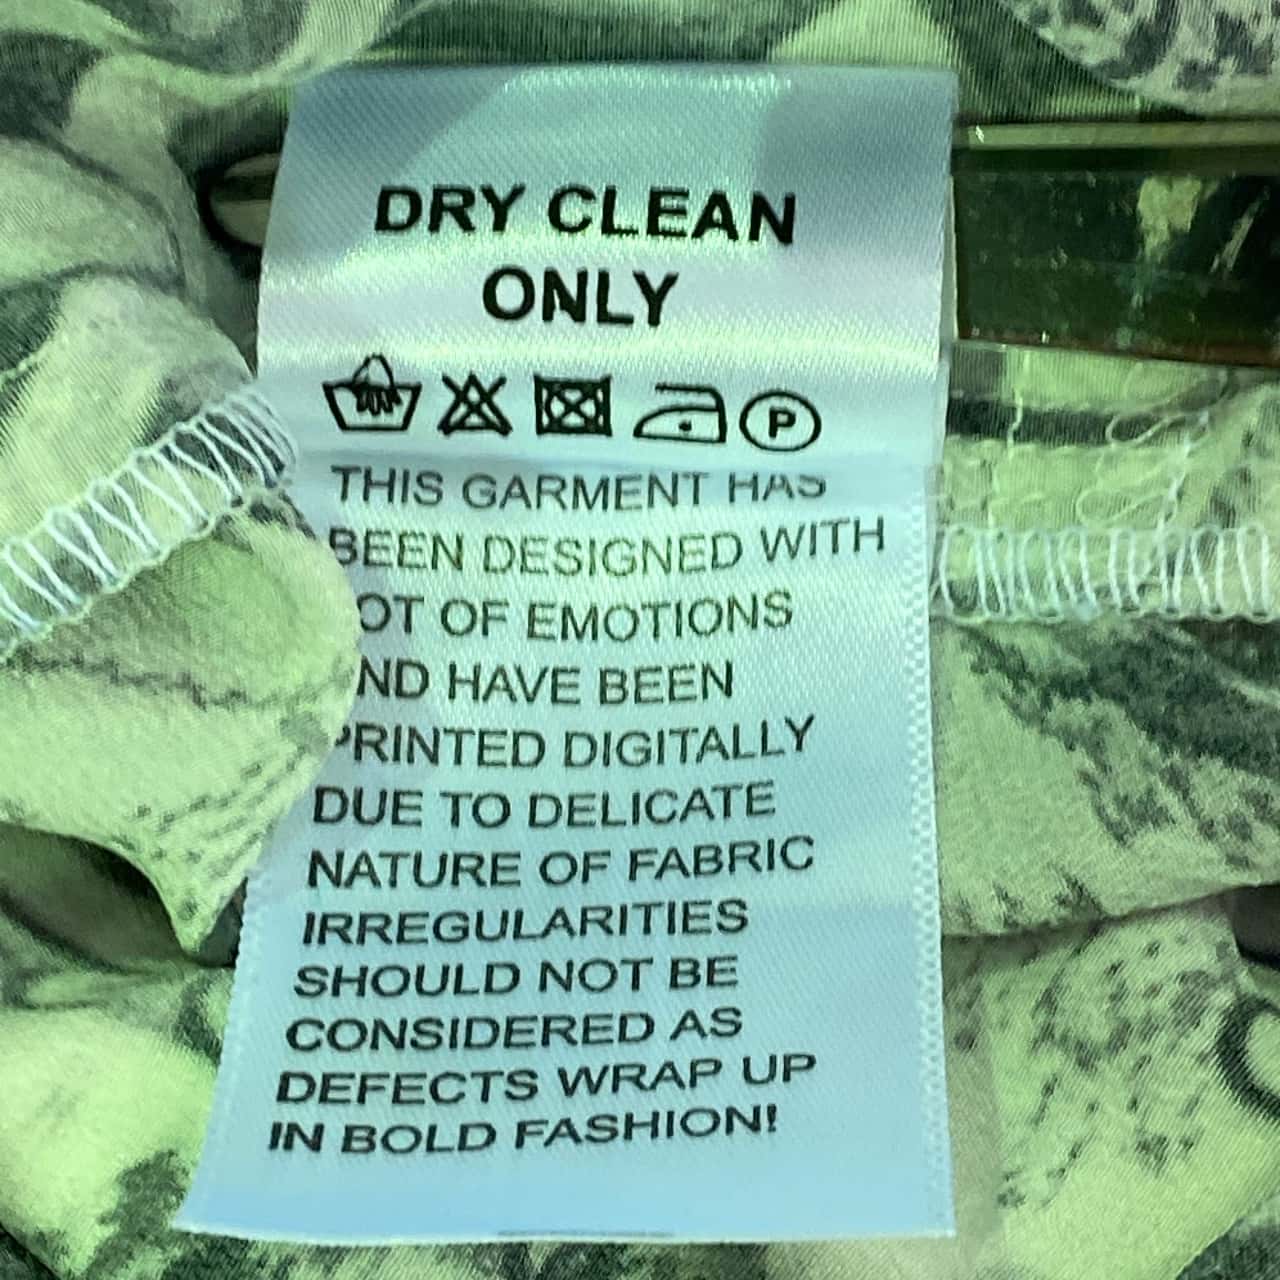 DRY CLEAN
ONLY
P
THIS GARMENT HAS
BEEN DESIGNED WITH
OT OF EMOTIONS
ND HAVE BEEN
PRINTED DIGITALLY
DUE TO DELICATE
NATURE OF FABRIC
IRREGULARITIES
SHOULD NOT BE
CONSIDERED AS
DEFECTS WRAP UP
IN BOLD FASHION!